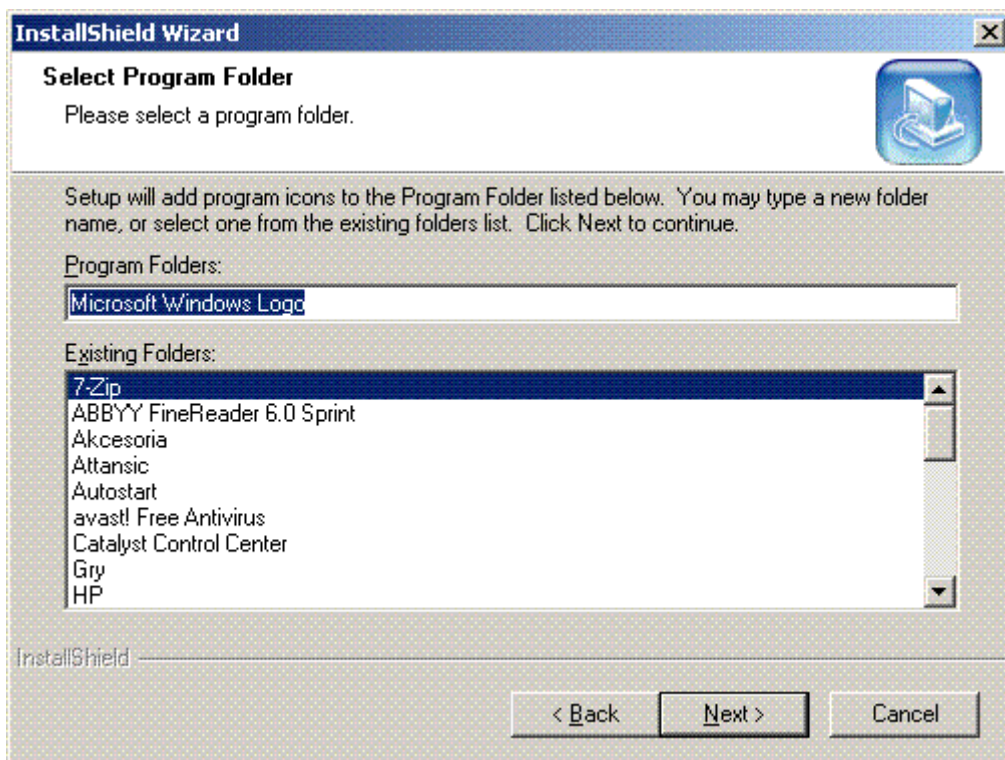 InstallShield Wizard
Select Program Folder
Please select a program folder.
Setup will add program icons to the Program Folder listed below.  You may type a new folder
name, or select one from the existing folders list.  Click Next to continue.
Program Folders:
Microsoft Windows Logo
Existing Folders:
7-Zip
ABBYY FineReader 6.0 Sprint
Akcesoria
Attansic
Autostart
avast! Free Antivirus
Catalyst Control Center
Gry
HP
InstallShield
< Back
Next >
Cancel